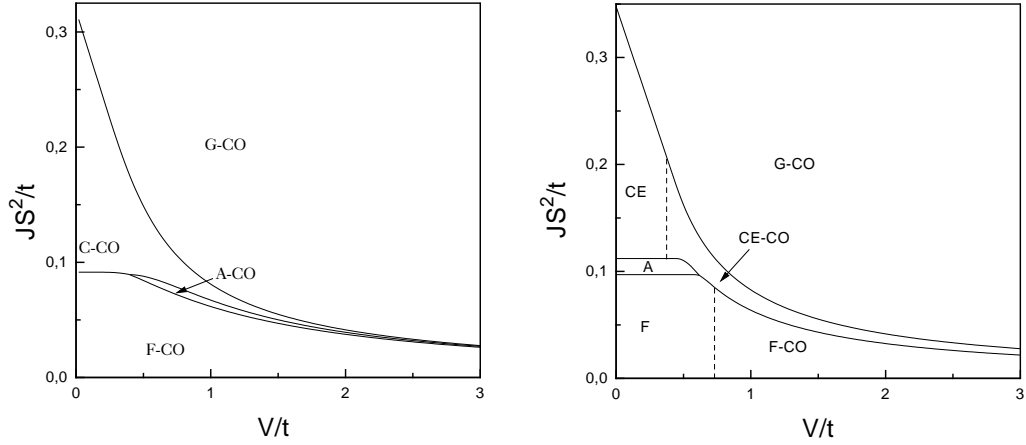 0,3
0,2
0,1
0,0
JS²/t
G-CO
C-CO
A-CO
F-CO
0
1
2
3
V/t
0,3
0,2
0,1
0,0
JS²/t
G-CO
CE
CE-CO
A
F
F-CO
0
1
2
3
V/t